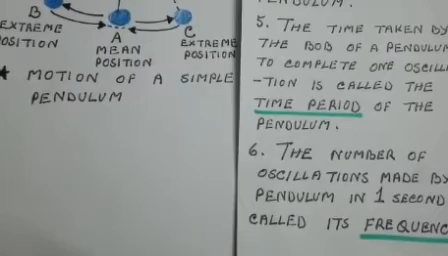 B
EXTREME
POSITION
A
MEAN
POSITION
C
EXTREME
POSITION
★ MOTION OF A SIMPLE
PENDULUM
PENDULUM.
5. THE TIME TAKEN BY
THE BOB OF A PENDULUM
TO COMPLETE ONE OSCILL
-TION IS CALLED THE
TIME PERIOD OF THE
PENDULUM.
6. THE NUMBER OF
OSCILLATIONS MADE BY
PENDULUM IN 1 SECOND
CALLED ITS FREQUENC